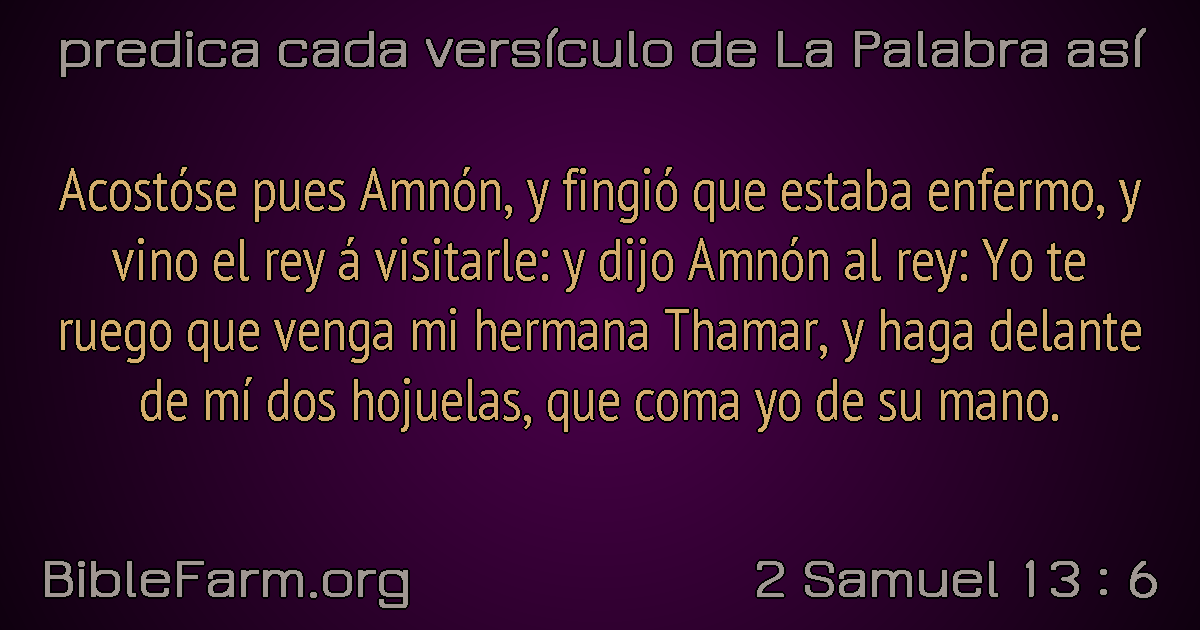 predica cada versículo de La Palabra así
Acostóse pues Amnón, y fingió que estaba enfermo, y
vino el rey á visitarle: y dijo Amnón al rey: Yo te
ruego que venga mi hermana Thamar, y haga delante
de mí dos hojuelas, que coma yo de su mano.
BibleFarm.org
2 Samuel 13 : 6